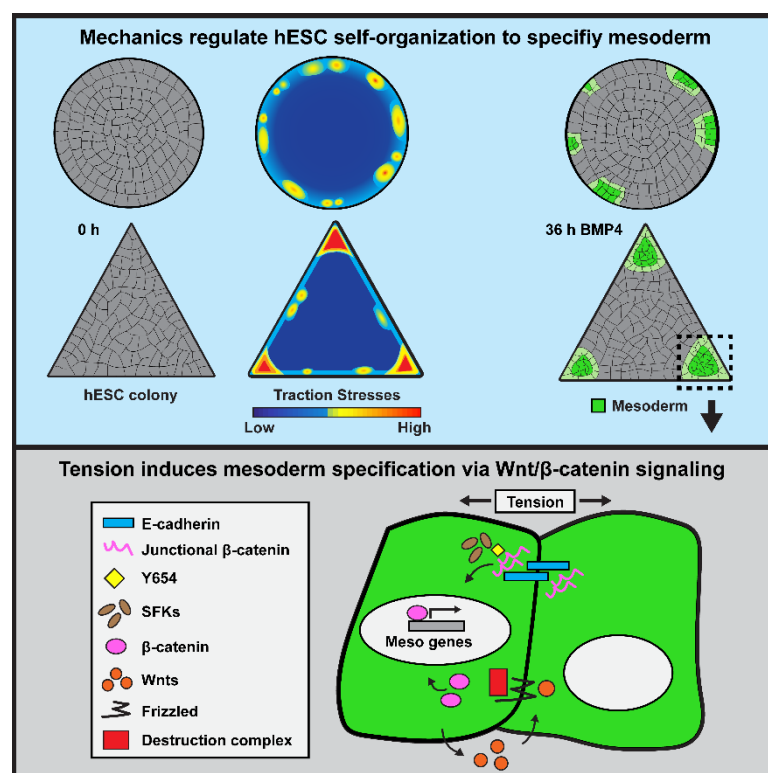 Mechanics regulate hESC self-organization to specifiy mesoderm
0 h
36 h BMP4
hESC colony
Traction Stresses
Low
High
Mesoderm
Tension induces mesoderm specification via Wnt/β-catenin signaling
Tension
E-cadherin
Junctional β-catenin
Y654
SFKs
β-catenin
Wnts
Frizzled
Destruction complex
Meso genes